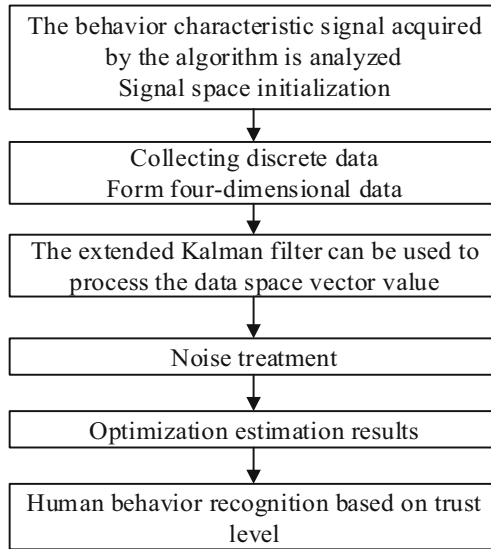 The behavior characteristic signal acquired
by the algorithm is analyzed
Signal space initialization
Collecting discrete data
Form four-dimensional data
The extended Kalman filter can be used to
process the data space vector value
Noise treatment
Optimization estimation results
Human behavior recognition based on trust
level